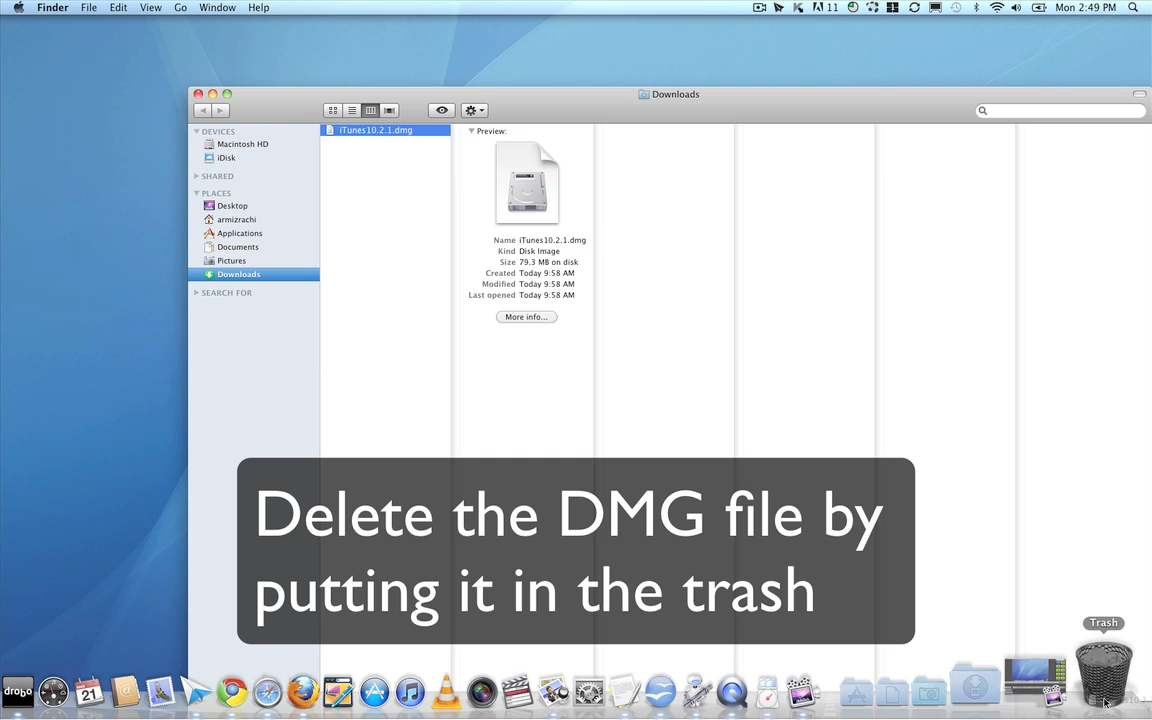 Finder File Edit View Go Window Help
11 Mon 2:49 PM
Downloads
DEVICES
Macintosh HD
iDisk
SHARED
PLACES
Desktop
armizrachi
Applications
Documents
Pictures
Downloads
SEARCH FOR
iTunes10.2.1.dmg
Preview:
Name iTunes10.2.1.dmg
Kind Disk Image
Size 79.3 MB on disk
Created Today 9:58 AM
Modified Today 9:58 AM
Last opened Today 9:58 AM
More info...
Delete the DMG file by
putting it in the trash
Trash
drobo
21